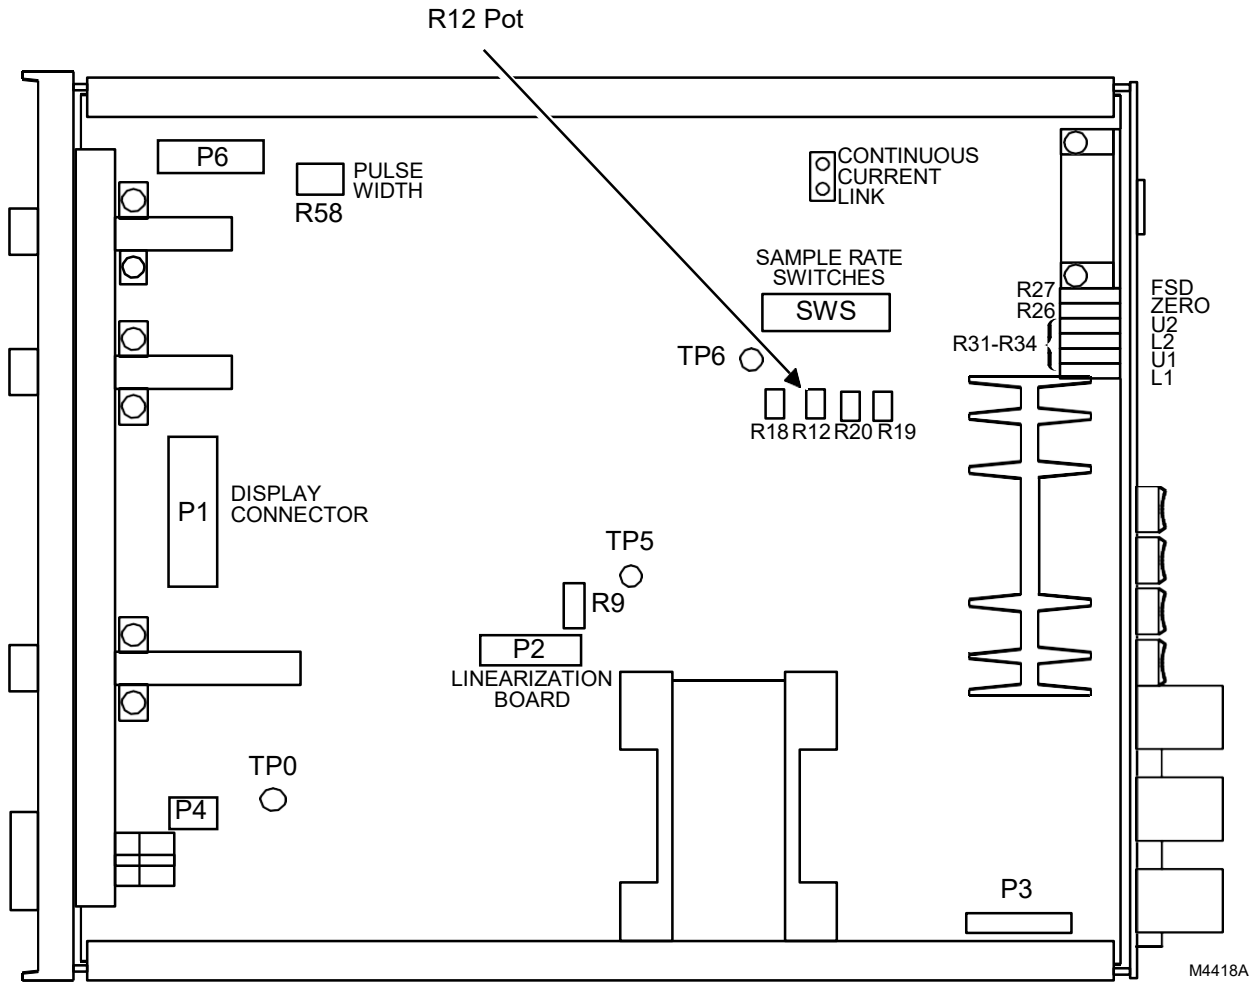 R12 Pot
P6
PULSE
WIDTH
R58
CONTINUOUS
CURRENT
LINK
SAMPLE RATE
SWITCHES
SWS
R27
R26
R31-R34
FSD
ZERO
U2
L2
U1
L1
TP6
R18 R12 R20 R19
P1
DISPLAY
CONNECTOR
TP5
R9
P2
LINEARIZATION
BOARD
TP0
P4
P3
M4418A